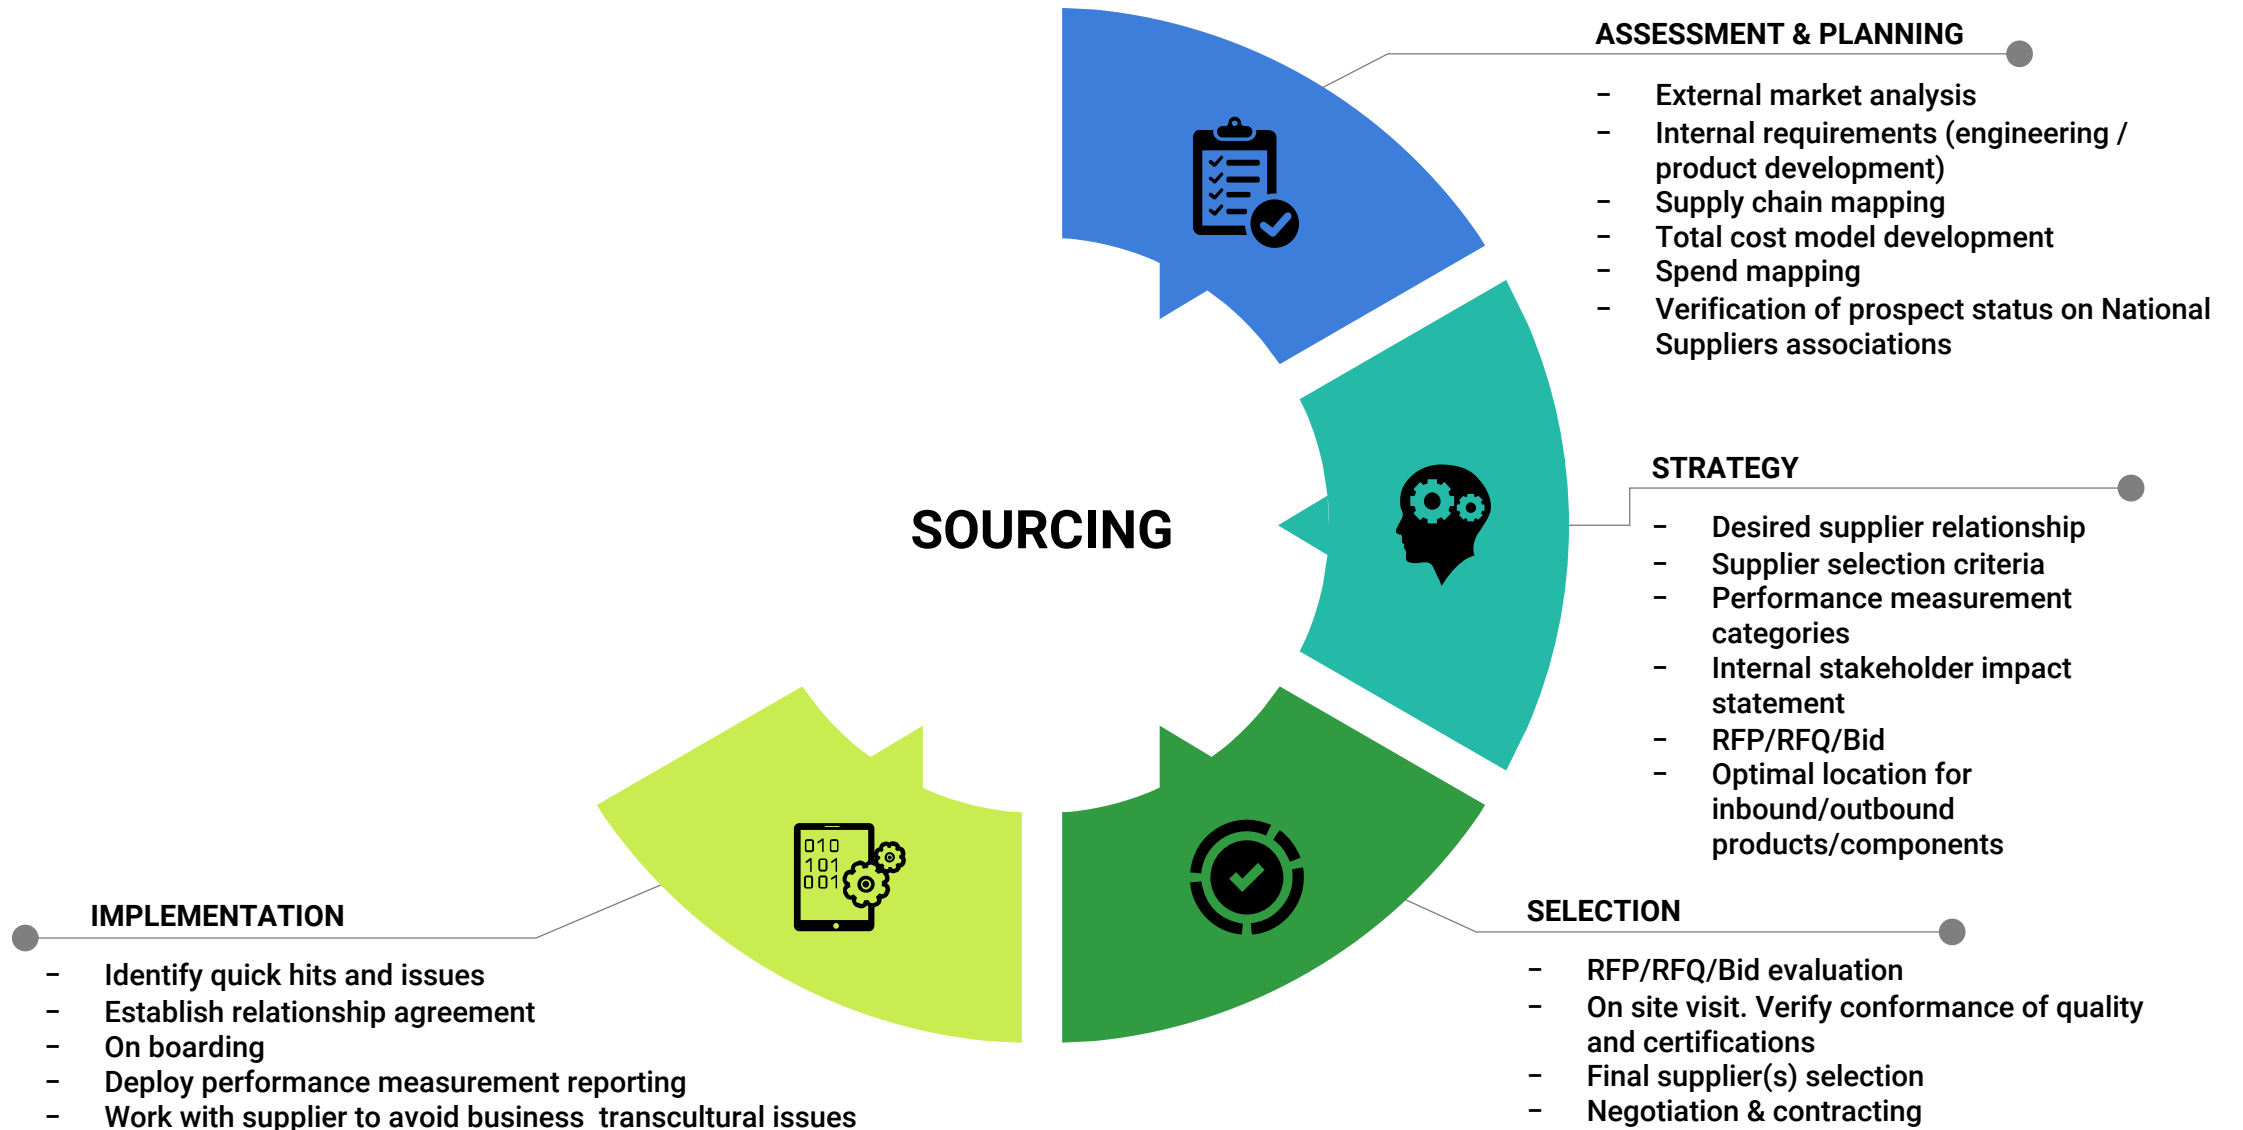 ASSESSMENT & PLANNING
- External market analysis
- Internal requirements (engineering /
product development)
- Supply chain mapping
- Total cost model development
- Spend mapping
- Verification of prospect status on National
Suppliers associations
STRATEGY
- Desired supplier relationship
- Supplier selection criteria
- Performance measurement
categories
- Internal stakeholder impact
statement
- RFP/RFQ/Bid
- Optimal location for
inbound/outbound
products/components
SOURCING
SELECTION
- RFP/RFQ/Bid evaluation
- On site visit. Verify conformance of quality
and certifications
- Final supplier(s) selection
- Negotiation & contracting
IMPLEMENTATION
- Identify quick hits and issues
- Establish relationship agreement
- On boarding
- Deploy performance measurement reporting
- Work with supplier to avoid business  transcultural issues
010
101
001